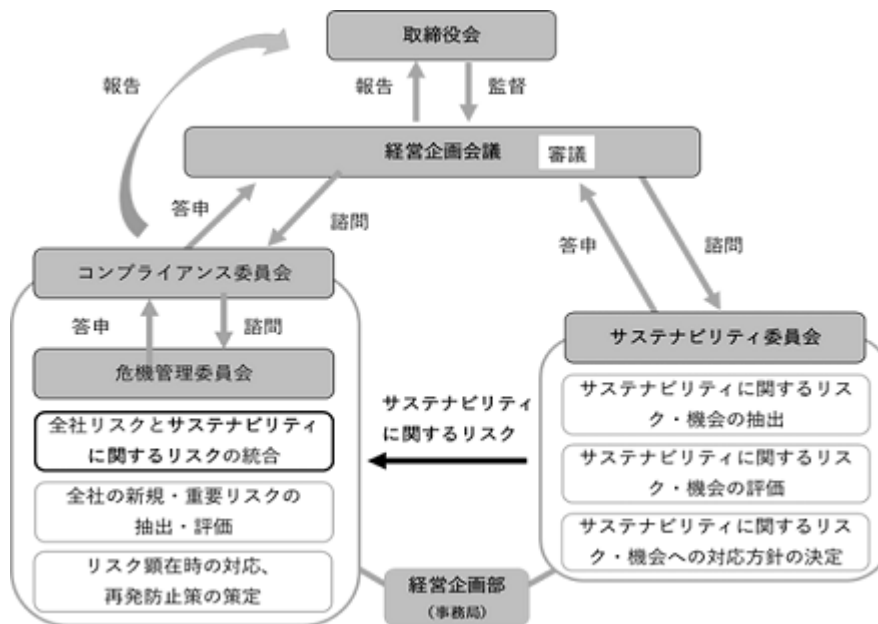 取締役会
報告
報告
監督
経営企画会議
審議
答申
諮問
答申
諮問
コンプライアンス委員会
答申
諮問
危機管理委員会
全社リスクとサステナビリティ
に関するリスクの統合
全社の新規・重要リスクの
抽出・評価
リスク顕在時の対応、
再発防止策の策定
サステナビリティ
に関するリスク
サステナビリティ委員会
サステナビリティに関するリス
ク・機会の抽出
サステナビリティに関するリス
ク・機会の評価
サステナビリティに関するリス
ク・機会への対応方針の決定
経営企画部
（事務局）